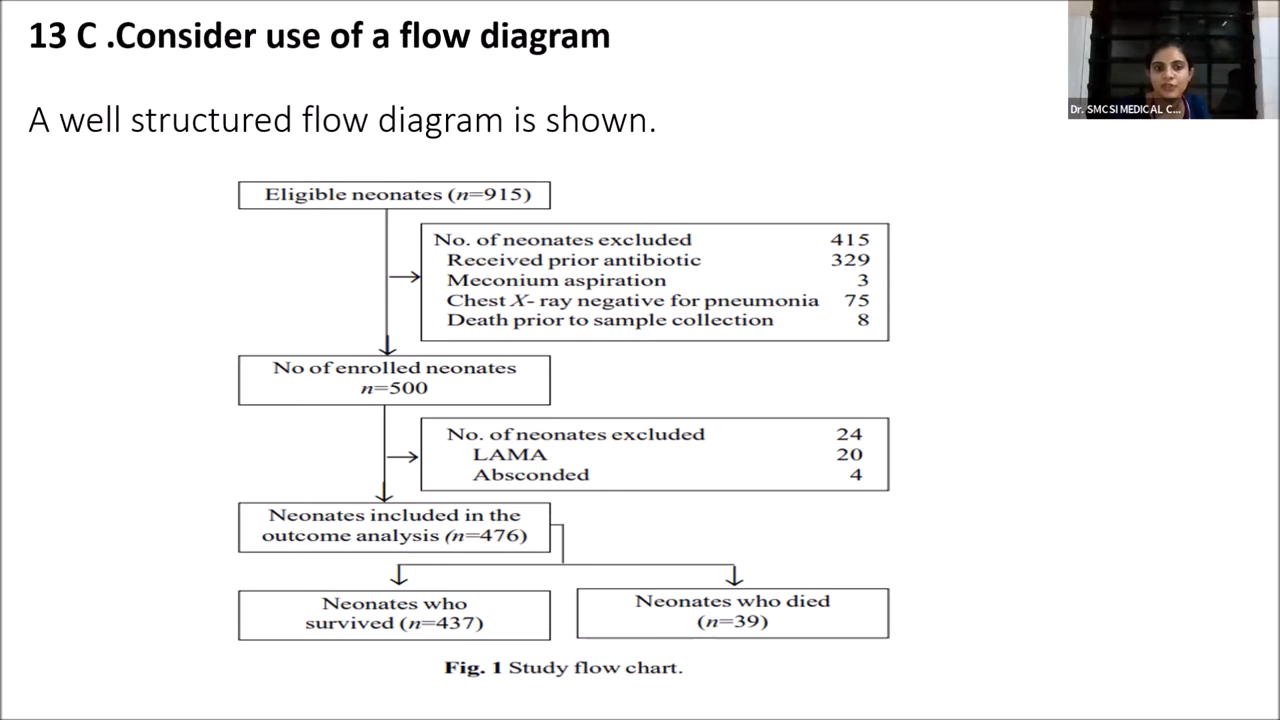 13 C .Consider use of a flow diagram
Dr. SMCSI MEDICAL C...
A well structured flow diagram is shown.
Eligible neonates (n=915)
No. of neonates excluded 415
Received prior antibiotic 329
Meconium aspiration 3
Chest X- ray negative for pneumonia 75
Death prior to sample collection 8
No of enrolled neonates
n=500
No. of neonates excluded 24
LAMA 20
Absconded 4
Neonates included in the
outcome analysis (n=476)
Neonates who
survived (n=437)
Neonates who died
(n=39)
Fig. 1 Study flow chart.